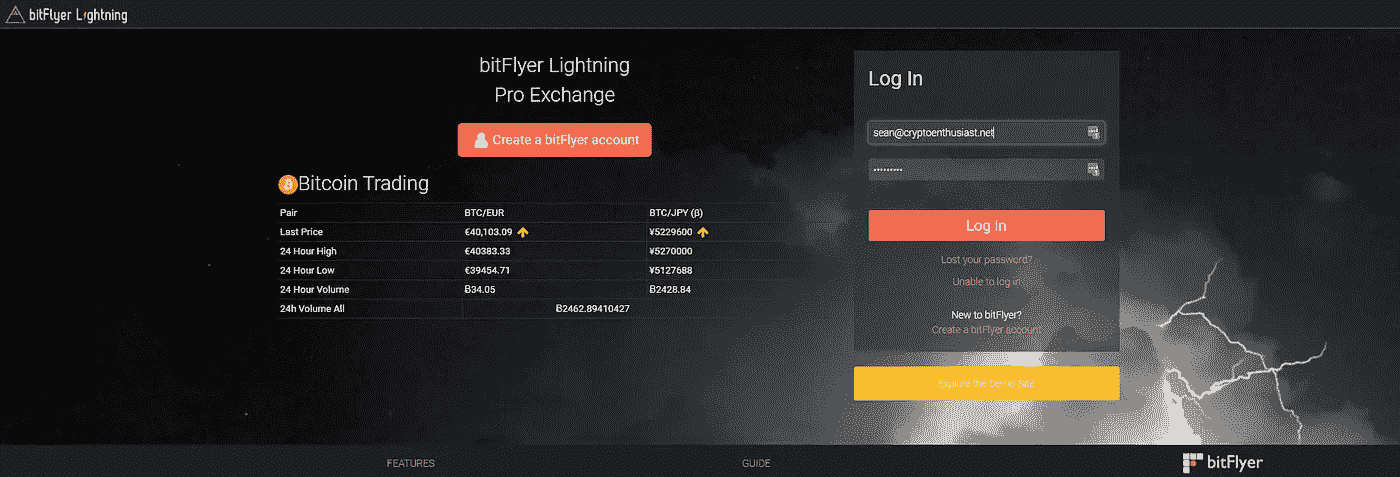 bitFlyer Lightning
bitFlyer Lightning
Pro Exchange
Create a bitFlyer account
Bitcoin Trading
Pair BTC/EUR BTC/JPY (β)
Last Price €40,103.09 ¥5229600
24 Hour High €40383.33 ¥5270000
24 Hour Low €39454.71 ¥5127688
24 Hour Volume Ƀ34.05 Ƀ2428.84
24h Volume All Ƀ2462.89410427
Log In
sean@cryptoenthusiast.net
•••••••••
Log In
Lost your password?
Unable to log in
New to bitFlyer?
Create a bitFlyer account
Explore the Demo Site
FEATURES
GUIDE
bitFlyer